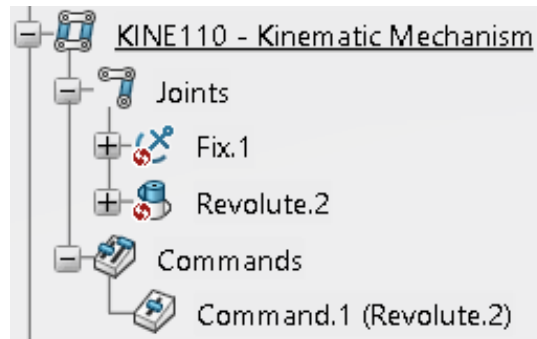 KINE110 - Kinematic Mechanism
Joints
Fix.1
Revolute.2
Commands
Command.1 (Revolute.2)